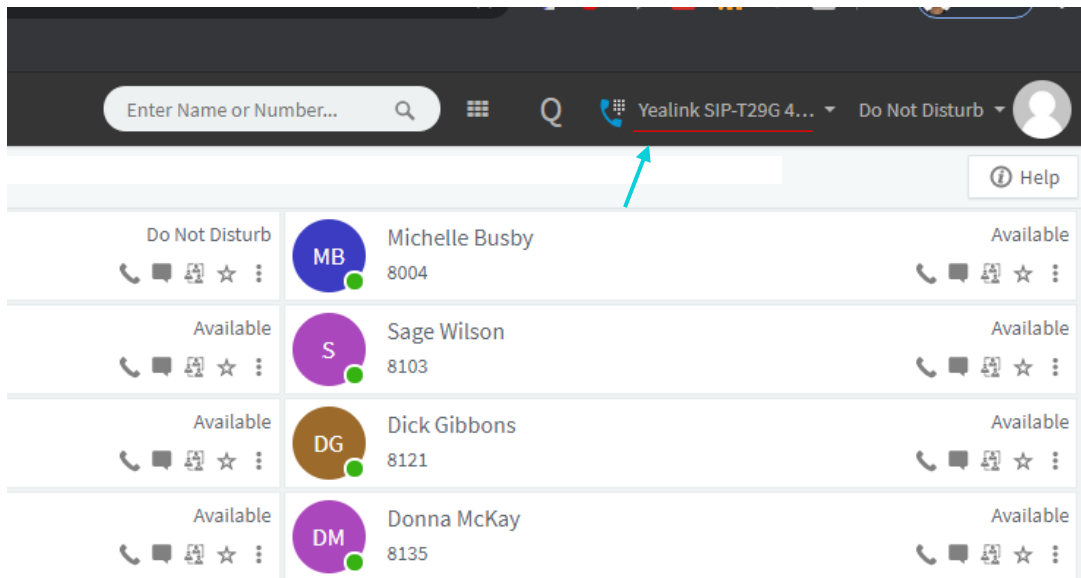 Enter Name or Number...
Q
Yealink SIP-T29G 4...
Do Not Disturb
Help
Do Not Disturb
MB
Michelle Busby
8004
Available
Available
S
Sage Wilson
8103
Available
Available
DG
Dick Gibbons
8121
Available
Available
DM
Donna McKay
8135
Available